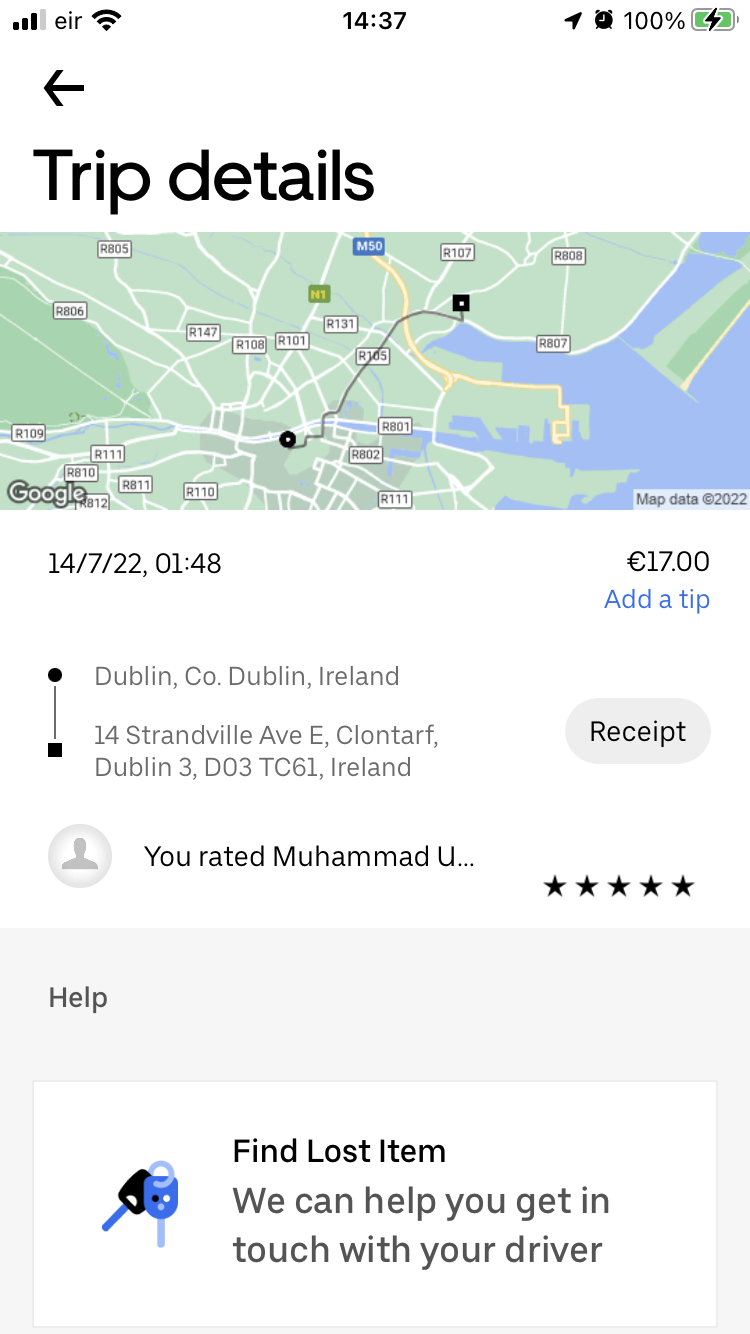 eir 14:37 100%
Trip details
R805 M50 R107 R808
N1
R806 R131
R147 R108 R101 R807
R105
R109 R801
R111 R802
R810
R811 R110 R111
Google R812 Map data ©2022
14/7/22, 01:48 €17.00
Add a tip
Dublin, Co. Dublin, Ireland
14 Strandville Ave E, Clontarf,
Dublin 3, D03 TC61, Ireland
Receipt
You rated Muhammad U...
Help
Find Lost Item
We can help you get in
touch with your driver